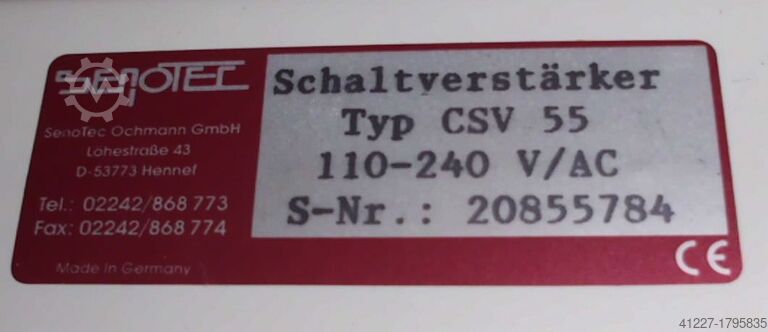 SENOTEC
SenoTec Ochmann GmbH
Löhestraße 43
D-53773 Hennef
Tel.: 02242/868 773
Fax: 02242/868 774
Made in Germany
Schaltverstärker
Typ CSV 55
110-240 V/AC
S-Nr.: 20855784
CE
41227-1795835